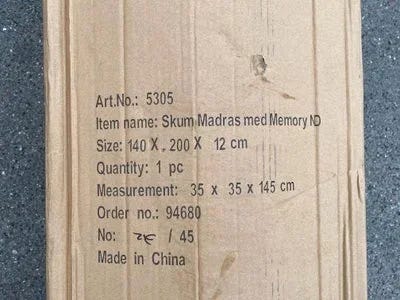 Art.No.: 5305
Item name: Skum Madras med Memory ND
Size: 140 X 200 X 12 cm
Quantity: 1 pc
Measurement: 35 x 35 x 145 cm
Order no.: 94680
No: / 45
Made in China